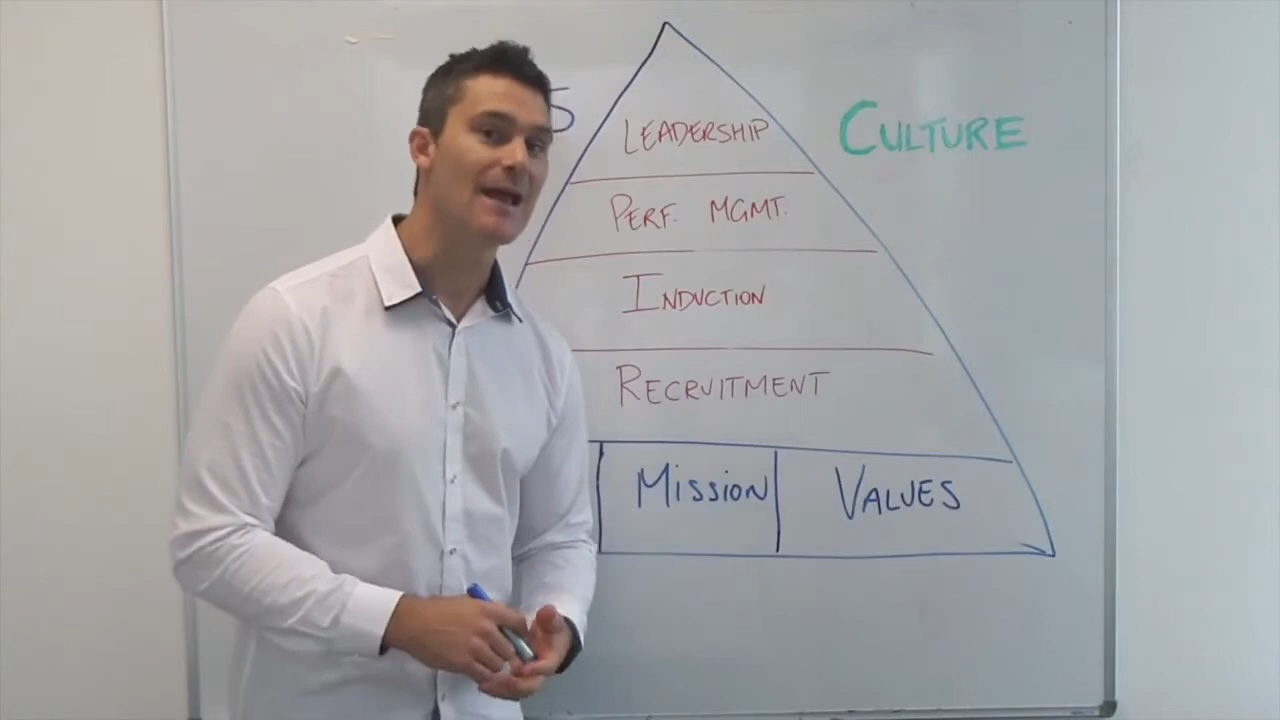 LEADERSHIP
CULTURE
PERF. MGMT.
INDUCTION
RECRUITMENT
MISSION
VALUES